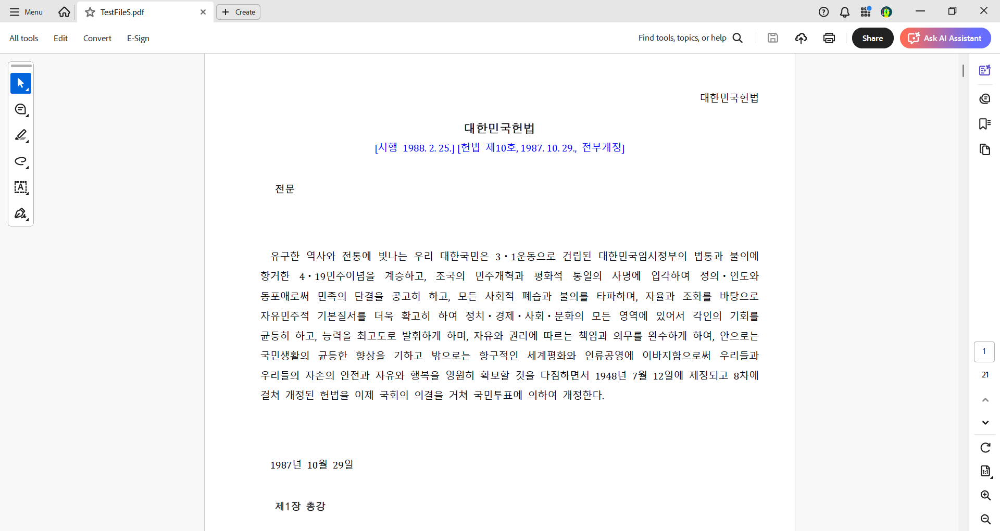 Menu
TestFile5.pdf
Create
All tools Edit Convert E-Sign
Find tools, topics, or help
Share
Ask AI Assistant
대한민국헌법
대한민국헌법
[시행 1988. 2. 25.] [헌법 제10호, 1987. 10. 29., 전부개정]
전문
유구한 역사와 전통에 빛나는 우리 대한국민은 3·1운동으로 건립된 대한민국임시정부의 법통과 불의에
항거한 4·19민주이념을 계승하고, 조국의 민주개혁과 평화적 통일의 사명에 입각하여 정의·인도와
동포애로써 민족의 단결을 공고히 하고, 모든 사회적 폐습과 불의를 타파하며, 자율과 조화를 바탕으로
자유민주적 기본질서를 더욱 확고히 하여 정치·경제·사회·문화의 모든 영역에 있어서 각인의 기회를
균등히 하고, 능력을 최고도로 발휘하게 하며, 자유와 권리에 따르는 책임과 의무를 완수하게 하여, 안으로는
국민생활의 균등한 향상을 기하고 밖으로는 항구적인 세계평화와 인류공영에 이바지함으로써 우리들과
우리들의 자손의 안전과 자유와 행복을 영원히 확보할 것을 다짐하면서 1948년 7월 12일에 제정되고 8차에
걸쳐 개정된 헌법을 이제 국회의 의결을 거쳐 국민투표에 의하여 개정한다.
1987년 10월 29일
제1장 총강
1
21